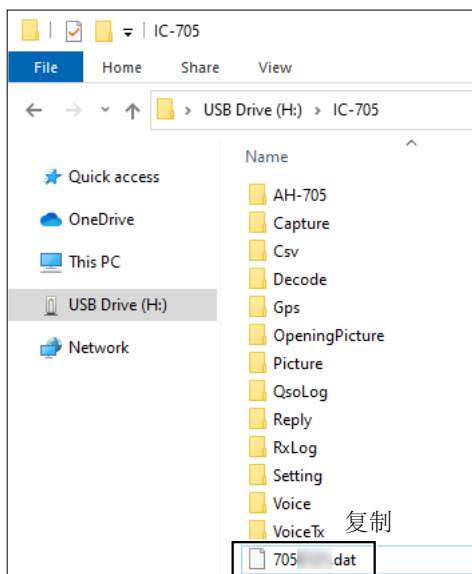 IC-705
File Home Share View
USB Drive (H:) IC-705
Name
Quick access
OneDrive
This PC
USB Drive (H:)
Network
AH-705
Capture
Csv
Decode
Gps
OpeningPicture
Picture
QsoLog
Reply
RxLog
Setting
Voice
VoiceTx 复制
705 .dat